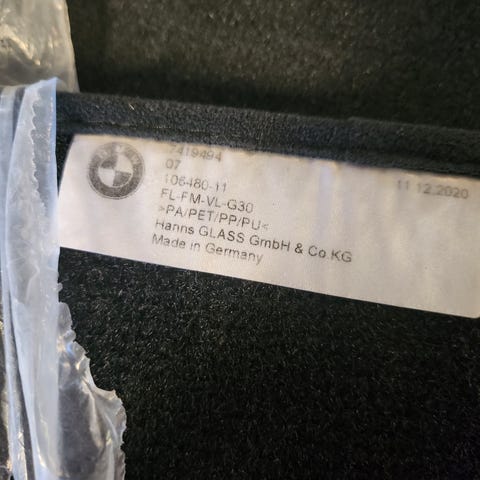 7419494
07
106480-11
11.12.2020
FL-FM-VL-G30
>PA/PET/PP/PU<
Hanns GLASS GmbH & Co.KG
Made in Germany